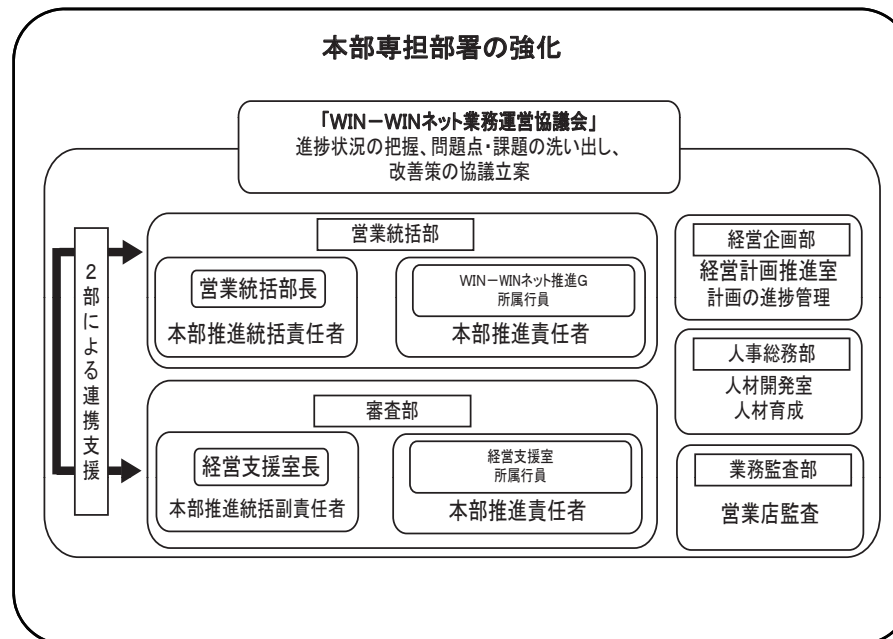 本部専担部署の強化
「WIN－WINネット業務運営協議会」
進捗状況の把握、問題点・課題の洗い出し、
改善策の協議立案
2部による連携支援
営業統括部
営業統括部長
本部推進統括責任者
WIN－WINネット推進G
所属行員
本部推進責任者
審査部
経営支援室長
本部推進統括副責任者
経営支援室
所属行員
本部推進責任者
経営企画部
経営計画推進室
計画の進捗管理
人事総務部
人材開発室
人材育成
業務監査部
営業店監査